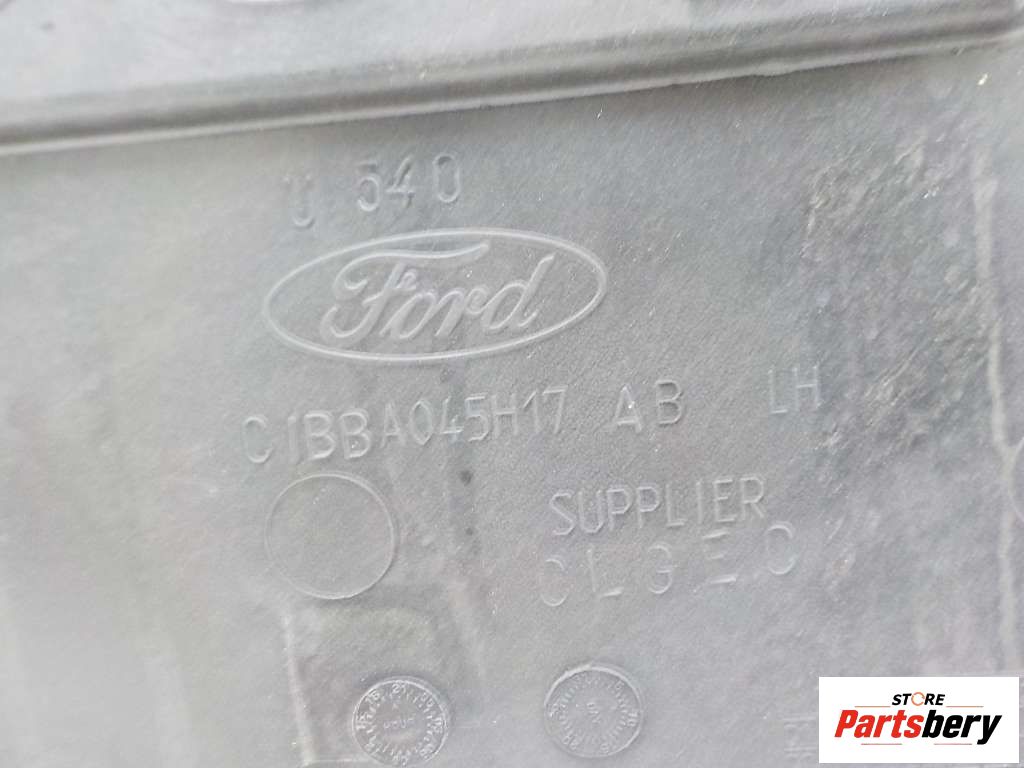 U 540
Ford
C1BBA045H17 AB LH
SUPPLIER
CLGEC
STORE
Partsbery